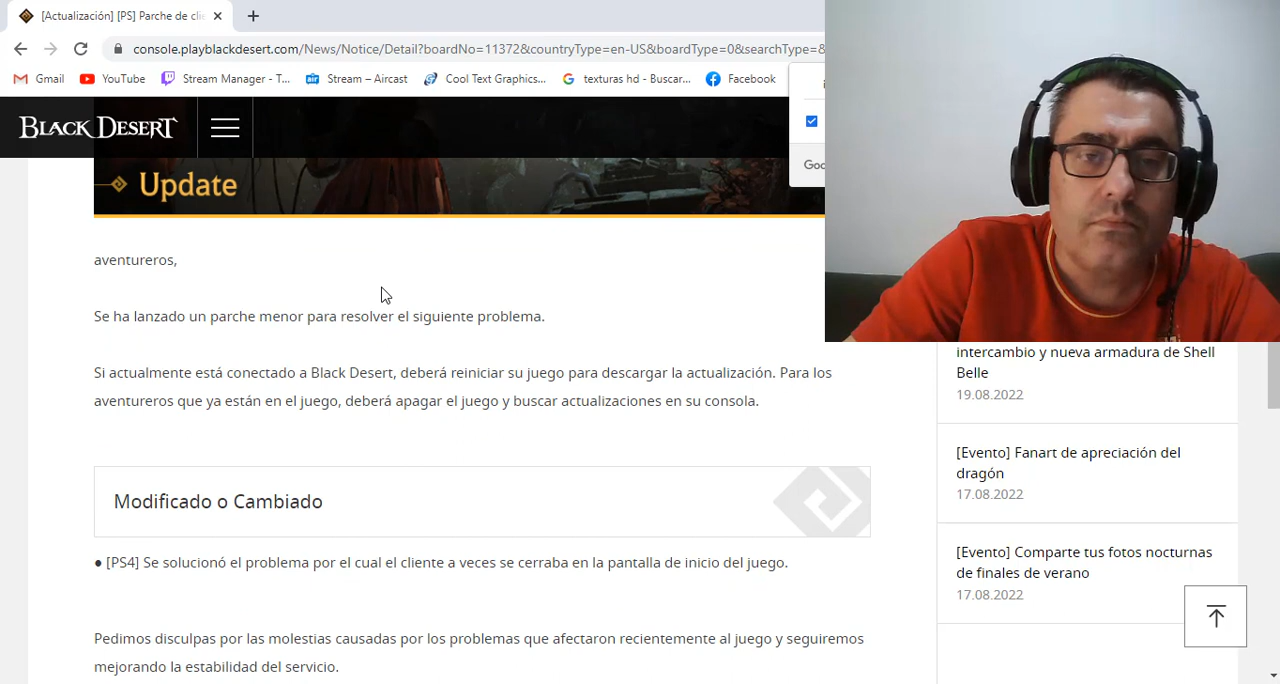 [Actualización] [PS] Parche de cli
console.playblackdesert.com/News/Notice/Detail?boardNo=11372&countryType=en-US&boardType=0&searchType=&
Gmail YouTube Stream Manager - T... Stream – Aircast Cool Text Graphics... texturas hd - Buscar... Facebook
BLACK DESERT
Goo
Update
aventureros,
Se ha lanzado un parche menor para resolver el siguiente problema.
Si actualmente está conectado a Black Desert, deberá reiniciar su juego para descargar la actualización. Para los
aventureros que ya están en el juego, deberá apagar el juego y buscar actualizaciones en su consola.
Modificado o Cambiado
● [PS4] Se solucionó el problema por el cual el cliente a veces se cerraba en la pantalla de inicio del juego.
Pedimos disculpas por las molestias causadas por los problemas que afectaron recientemente al juego y seguiremos
mejorando la estabilidad del servicio.
intercambio y nueva armadura de Shell
Belle
19.08.2022
[Evento] Fanart de apreciación del
dragón
17.08.2022
[Evento] Comparte tus fotos nocturnas
de finales de verano
17.08.2022